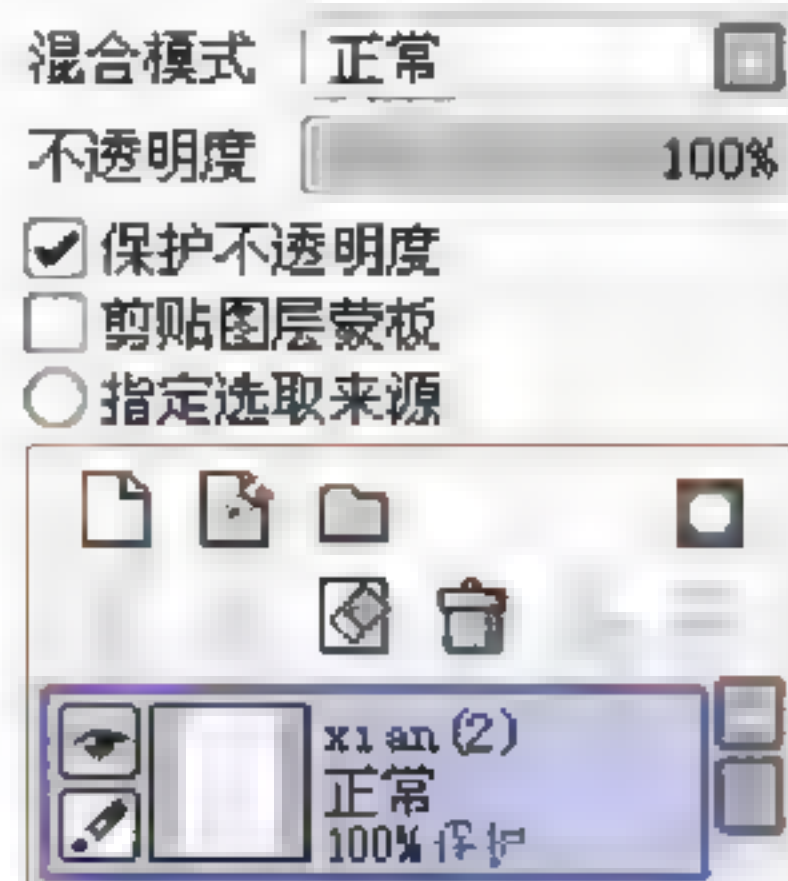 混合模式 正常
不透明度 100%
保护不透明度
剪贴图层蒙板
指定选取来源
xian(2)
正常
100% 保护